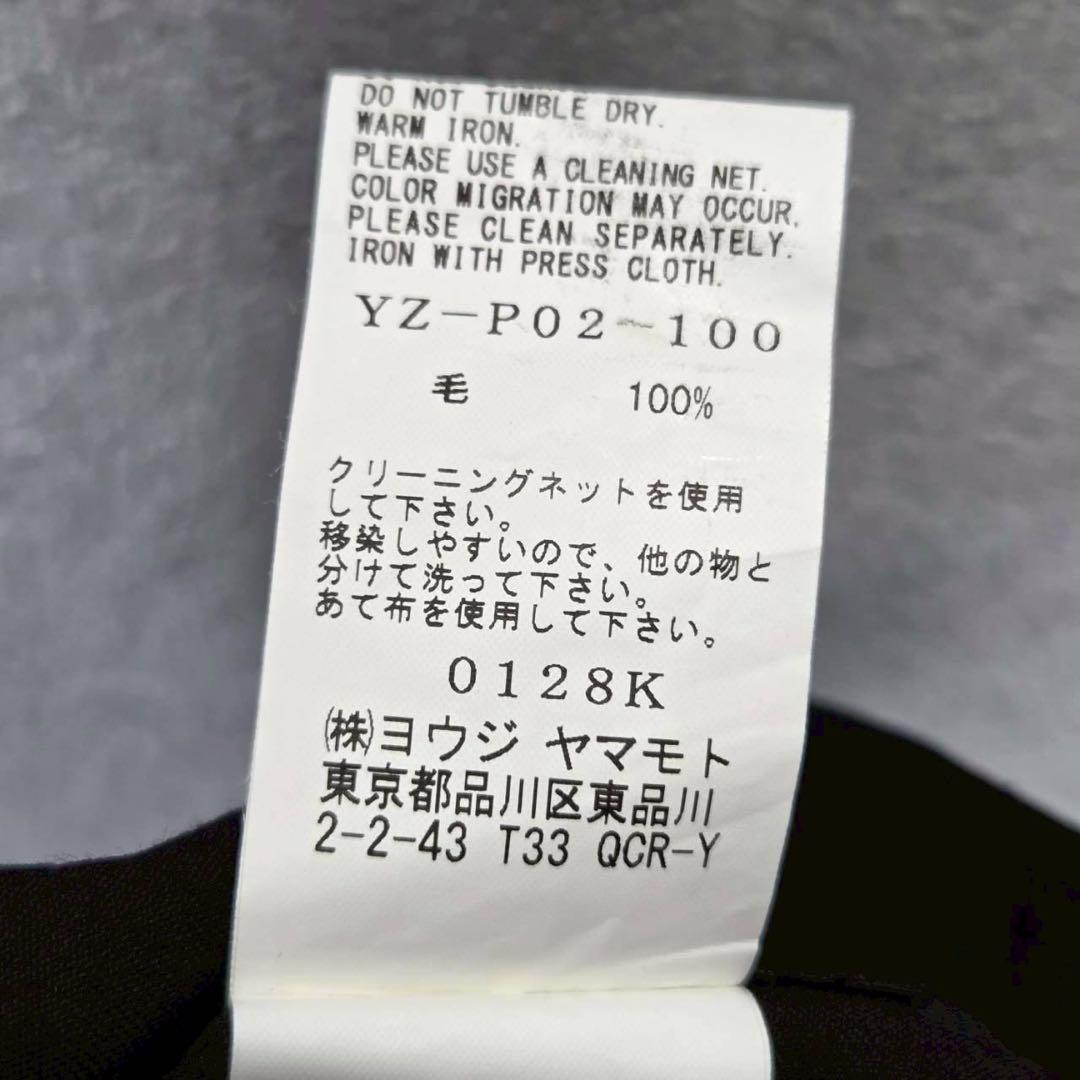 DO NOT TUMBLE DRY.
WARM IRON.
PLEASE USE A CLEANING NET.
COLOR MIGRATION MAY OCCUR.
PLEASE CLEAN SEPARATELY.
IRON WITH PRESS CLOTH.
YZ-P02-100
毛 100%
クリーニングネットを使用
して下さい。
移染しやすいので、他の物と
分けて洗って下さい。
あて布を使用して下さい。
0128K
㈱ヨウジ ヤマモト
東京都品川区東品川
2-2-43 T33 QCR-Y